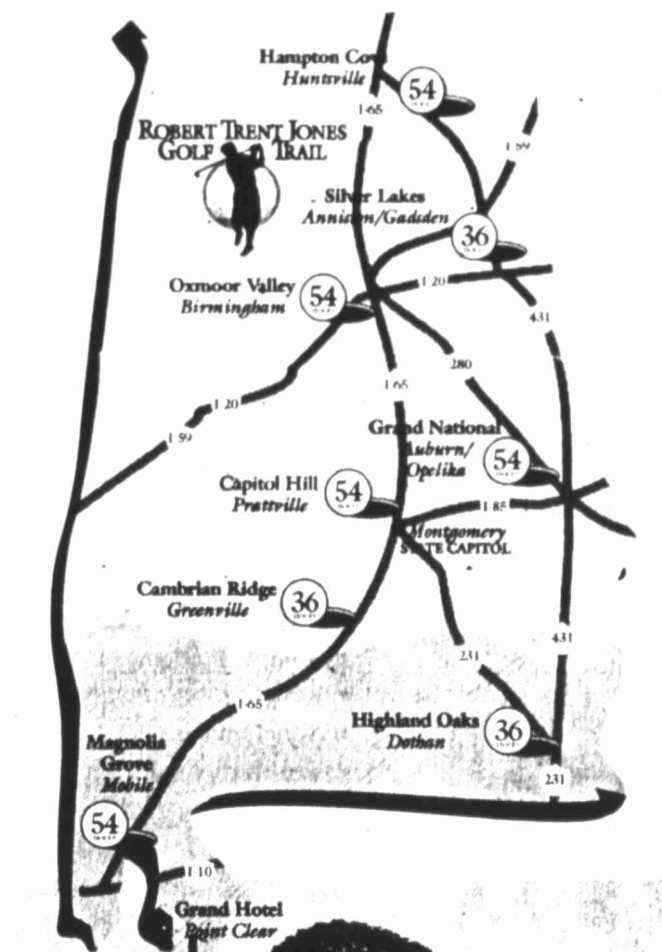 Hampton Cove
Huntsville
54
I-65
ROBERT TRENT JONES
GOLF TRAIL
I-59
Silver Lakes
Anniston/Gadsden
36
Oxmoor Valley
Birmingham
54
I-20
431
280
I-65
I-20
I-59
Grand National
Auburn/
Opelika
54
Capitol Hill
Prattville
54
I-85
Montgomery
STATE CAPITOL
Cambrian Ridge
Greenville
36
231
431
I-65
Highland Oaks
Dothan
36
Magnolia
Grove
Mobile
231
54
I-10
Grand Hotel
Point Clear